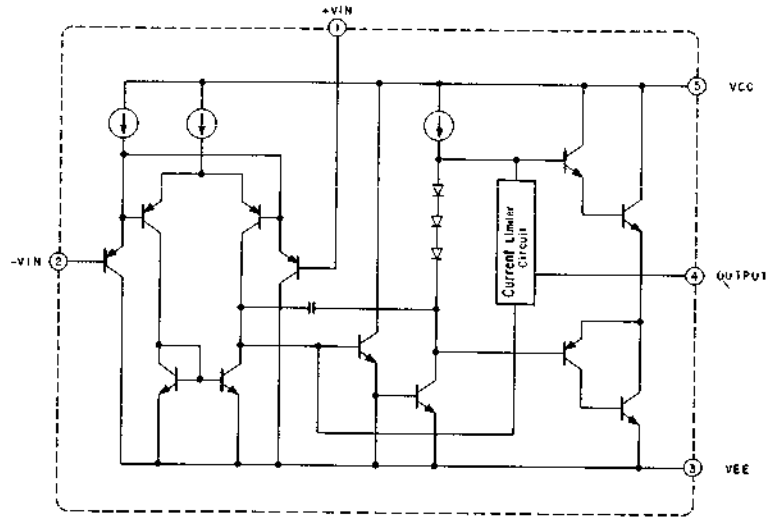 +VIN
1
5 VCC
-VIN 2
Current Limiter
Circuit
4 OUTPUT
3 VEE